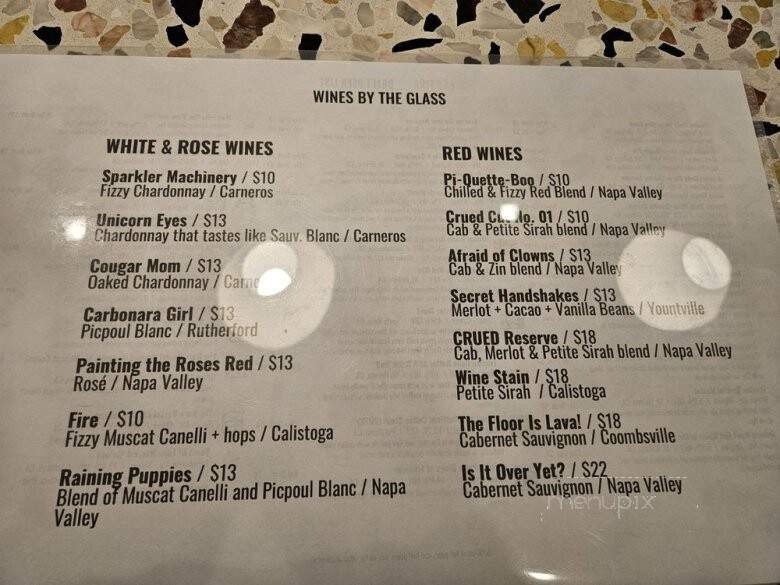 WINES BY THE GLASS
WHITE & ROSE WINES
Sparkler Machinery / $10
Fizzy Chardonnay / Carneros
Unicorn Eyes / $13
Chardonnay that tastes like Sauv. Blanc / Carneros
Cougar Mom / $13
Oaked Chardonnay /
Carbonara Girl / $13
Picpoul Blanc / Rutherford
Painting the Roses Red / $13
Rosé / Napa Valley
Fire / $10
Fizzy Muscat Canelli + hops / Calistoga
Raining Puppies / $13
Blend of Muscat Canelli and Picpoul Blanc / Napa
Valley
RED WINES
Pi-Quette-Boo / $10
Chilled & Fizzy Red Blend / Napa Valley
Crued No. 01 / $10
Cab & Petite Sirah blend / Napa Valley
Afraid of Clowns / $13
Cab & Zin blend / Napa Valley
Secret Handshakes / $13
Merlot + Cacao + Vanilla Beans / Yountville
CRUED Reserve / $18
Cab, Merlot & Petite Sirah blend / Napa Valley
Wine Stain / $18
Petite Sirah / Calistoga
The Floor Is Lava! / $18
Cabernet Sauvignon / Coombsville
Is It Over Yet? / $22
Cabernet Sauvignon / Napa Valley
menupix